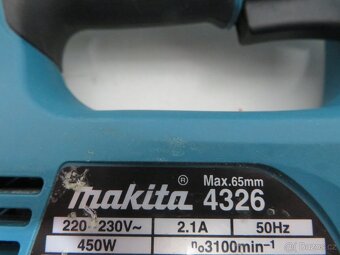 Max.65mm
makita® 4326
220-230V~ 2.1A 50Hz
450W n₀3100min⁻¹